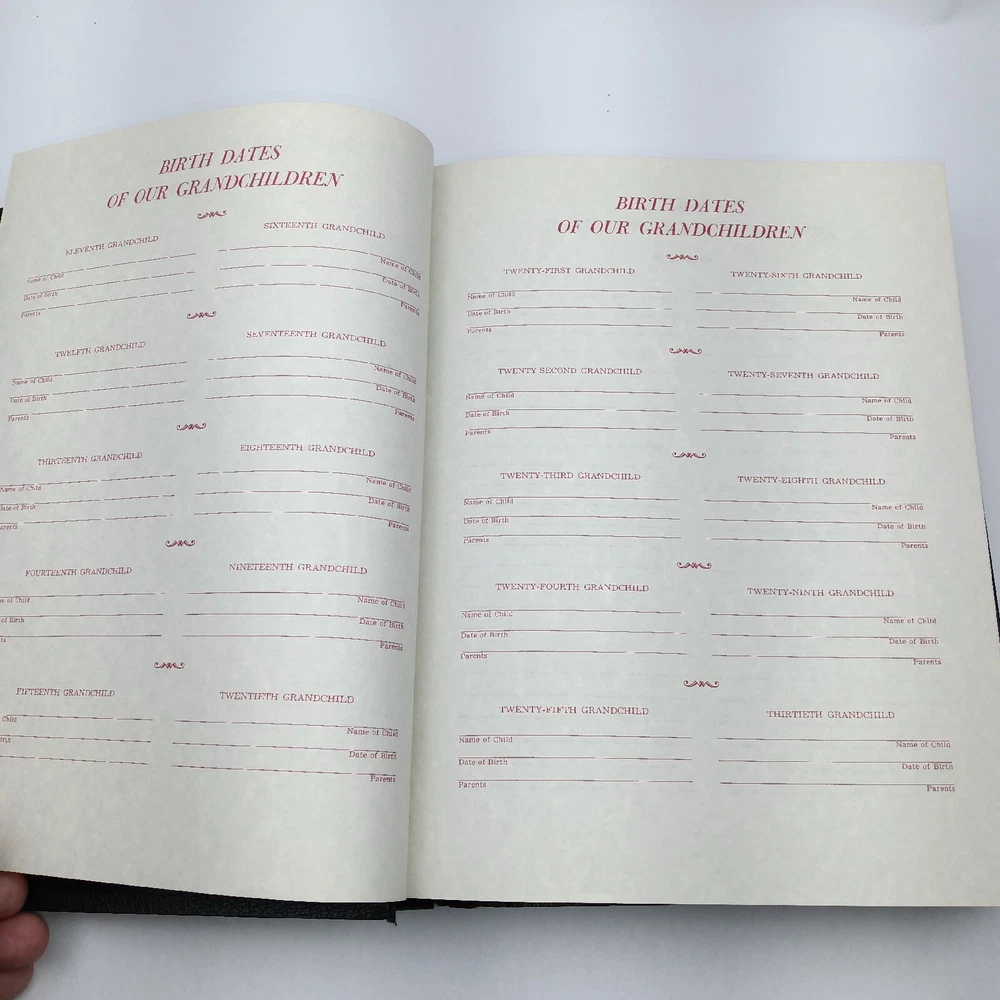 BIRTH DATES
OF OUR GRANDCHILDREN
ELEVENTH GRANDCHILD
Name of Child
Date of Birth
Parents
TWELFTH GRANDCHILD
Name of Child
Date of Birth
Parents
THIRTEENTH GRANDCHILD
Name of Child
Date of Birth
Parents
FOURTEENTH GRANDCHILD
of Child
of Birth
FIFTEENTH GRANDCHILD
Child
SIXTEENTH GRANDCHILD
Name of Child
Date of Birth
Parents
SEVENTEENTH GRANDCHILD
Name of Child
Date of Birth
Parents
EIGHTEENTH GRANDCHILD
Name of Child
Date of Birth
Parents
NINETEENTH GRANDCHILD
Name of Child
Date of Birth
Parents
TWENTIETH GRANDCHILD
Name of Child
Date of Birth
Parents
BIRTH DATES
OF OUR GRANDCHILDREN
TWENTY-FIRST GRANDCHILD
Name of Child
Date of Birth
Parents
TWENTY SECOND GRANDCHILD
Name of Child
Date of Birth
Parents
TWENTY-THIRD GRANDCHILD
Name of Child
Date of Birth
Parents
TWENTY-FOURTH GRANDCHILD
Name of Child
Date of Birth
Parents
TWENTY-FIFTH GRANDCHILD
Name of Child
Date of Birth
Parents
TWENTY-SIXTH GRANDCHILD
Name of Child
Date of Birth
Parents
TWENTY-SEVENTH GRANDCHILD
Name of Child
Date of Birth
Parents
TWENTY-EIGHTH GRANDCHILD
Name of Child
Date of Birth
Parents
TWENTY-NINTH GRANDCHILD
Name of Child
Date of Birth
Parents
THIRTIETH GRANDCHILD
Name of Child
Date of Birth
Parents